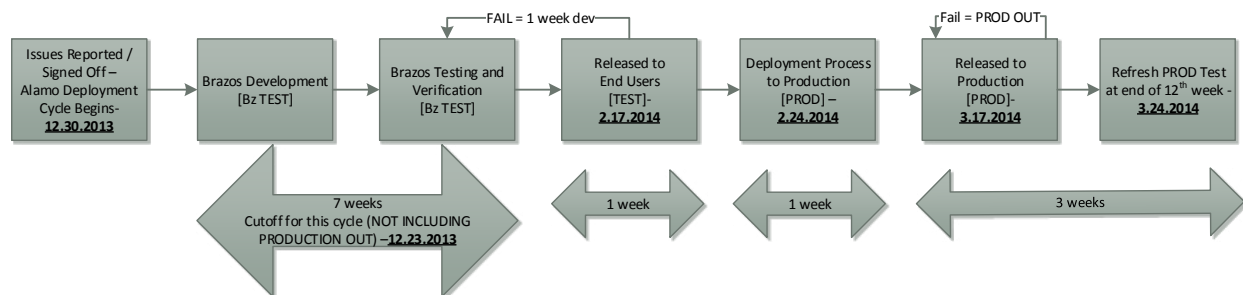 FAIL = 1 week dev
Fail = PROD OUT
Issues Reported /
Signed Off –
Alamo Deployment
Cycle Begins-
12.30.2013
Brazos Development
[Bz TEST]
Brazos Testing and
Verification
[Bz TEST]
Released to
End Users
[TEST]-
2.17.2014
Deployment Process
to Production
[PROD] –
2.24.2014
Released to
Production
[PROD]-
3.17.2014
Refresh PROD Test
at end of 12th week -
3.24.2014
7 weeks
Cutoff for this cycle (NOT INCLUDING
PRODUCTION OUT) –12.23.2013
1 week
1 week
3 weeks